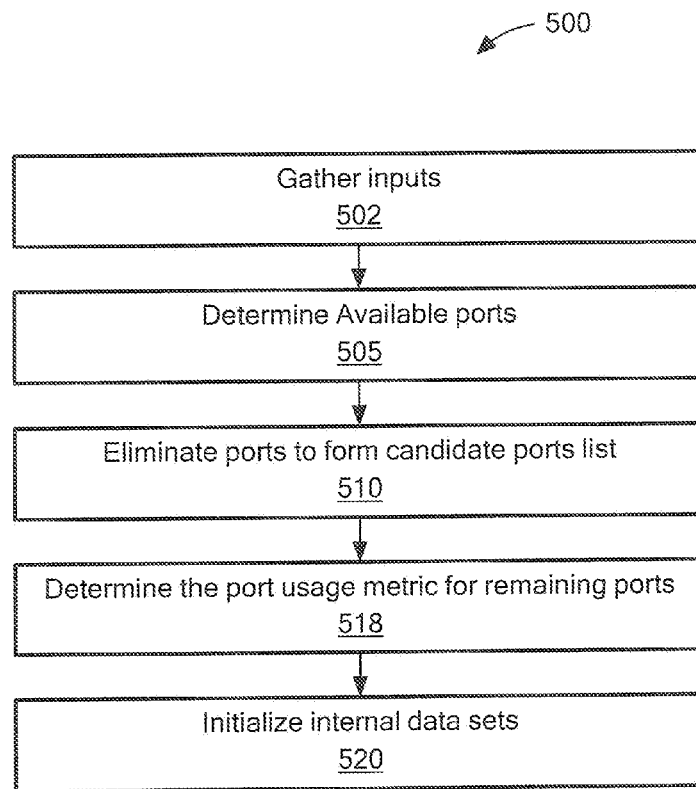 500
Gather inputs
502
Determine Available ports
505
Eliminate ports to form candidate ports list
510
Determine the port usage metric for remaining ports
518
Initialize internal data sets
520